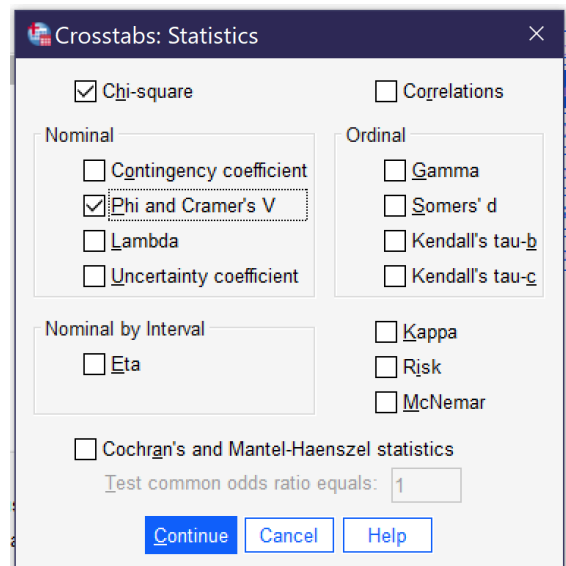 Crosstabs: Statistics
Chi-square
Correlations
Nominal
Contingency coefficient
Phi and Cramer's V
Lambda
Uncertainty coefficient
Ordinal
Gamma
Somers' d
Kendall's tau-b
Kendall's tau-c
Nominal by Interval
Eta
Kappa
Risk
McNemar
Cochran's and Mantel-Haenszel statistics
Test common odds ratio equals: 1
Continue Cancel Help